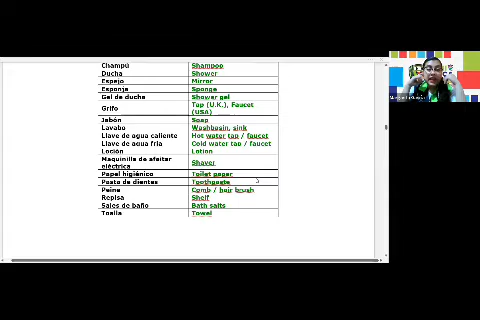 Champú Shampoo
Ducha Shower
Espejo Mirror
Esponja Sponge
Gel de ducha Shower gel
Grifo Tap (U.K.), Faucet
(USA)
Jabón Soap
Lavabo Washbasin, sink
Llave de agua caliente Hot water tap / faucet
Llave de agua fría Cold water tap / faucet
Loción Lotion
Maquinilla de afeitar
eléctrica Shaver
Papel higiénico Toilet paper
Pasta de dientes Toothpaste
Peine Comb / hair brush
Repisa Shelf
Sales de baño Bath salts
Toalla Towel